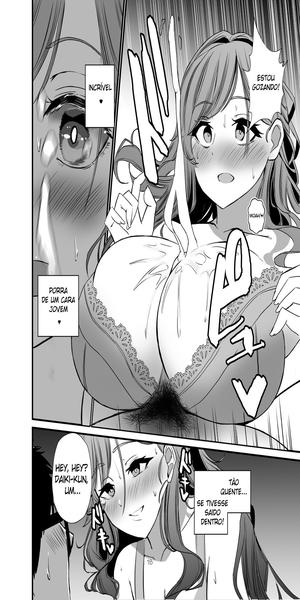 ESTOU
GOZANDO!
WOAH♥
INCRÍVEL
PORRA
DE UM CARA
JOVEM
♥
TÃO
QUENTE...
SE TIVESSE
SAÍDO
DENTRO!
HEY, HEY?
DAIKI-KUN,
UM...